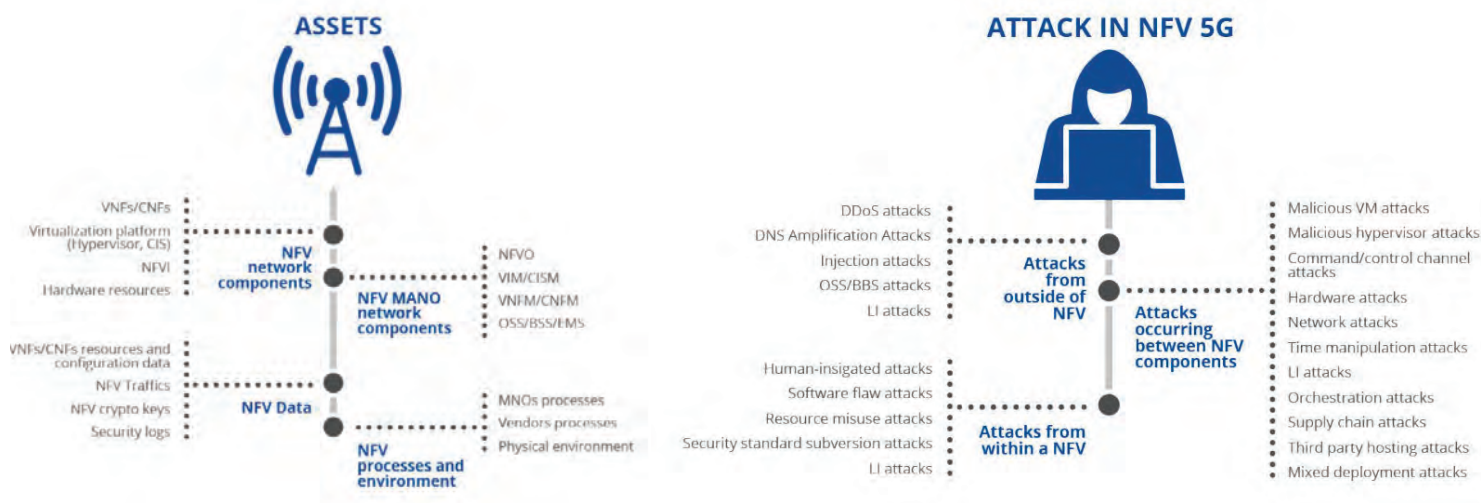 ASSETS
VNFs/CNFs
Virtualization platform
(Hypervisor, CIS)
NFVI
Hardware resources
NFV
network
components
NFVO
VIM/CISM
VNFM/CNFM
OSS/BSS/EMS
NFV MANO
network
components
VNFs/CNFs resources and
configuration data
NFV Traffics
NFV crypto keys
Security logs
NFV Data
MNOs processes
Vendors processes
Physical environment
NFV
processes and
environment
ATTACK IN NFV 5G
DDoS attacks
DNS Amplification Attacks
Injection attacks
OSS/BBS attacks
LI attacks
Attacks
from
outside of
NFV
Malicious VM attacks
Malicious hypervisor attacks
Command/control channel
attacks
Hardware attacks
Network attacks
Time manipulation attacks
LI attacks
Orchestration attacks
Supply chain attacks
Third party hosting attacks
Mixed deployment attacks
Attacks
occurring
between NFV
components
Human-insigated attacks
Software flaw attacks
Resource misuse attacks
Security standard subversion attacks
LI attacks
Attacks from
within a NFV